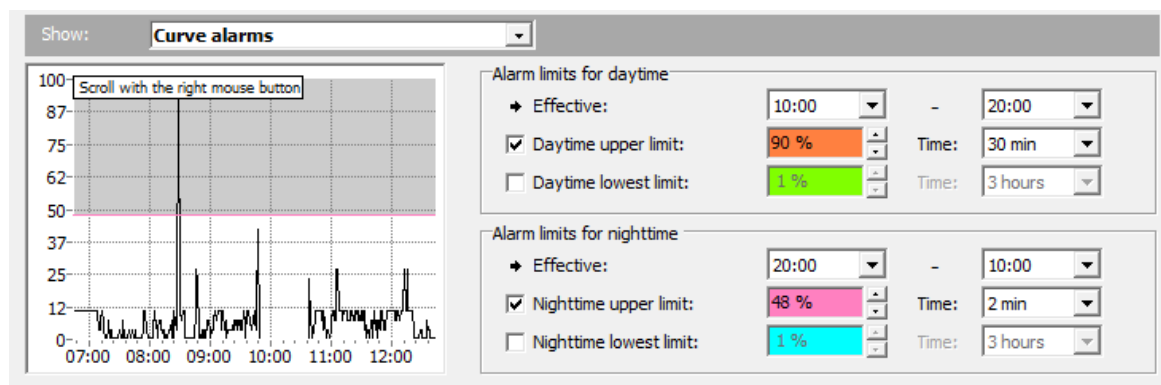 Show: Curve alarms
Scroll with the right mouse button
100
87
75
62
50
37
25
12
0
07:00 08:00 09:00 10:00 11:00 12:00
Alarm limits for daytime
Effective: 10:00 - 20:00
Daytime upper limit: 90 % Time: 30 min
Daytime lowest limit: 1 % Time: 3 hours
Alarm limits for nighttime
Effective: 20:00 - 10:00
Nighttime upper limit: 48 % Time: 2 min
Nighttime lowest limit: 1 % Time: 3 hours